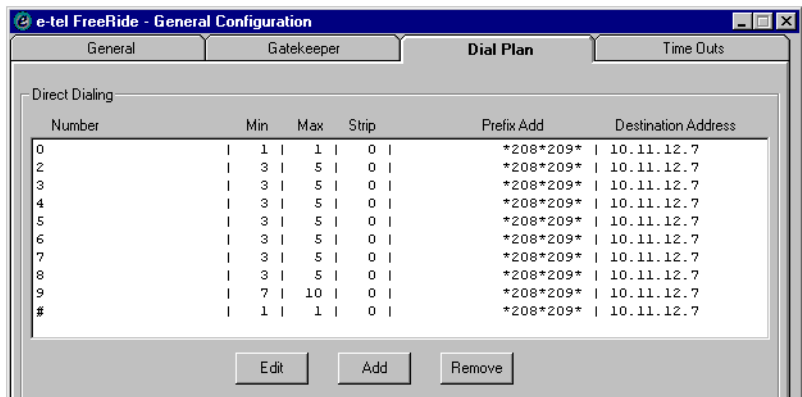 e-tel FreeRide - General Configuration
General Gatekeeper Dial Plan Time Outs
Direct Dialing
Number Min Max Strip Prefix Add Destination Address
0 | 1 | 1 | 0 | *208*209* | 10.11.12.7
2 | 3 | 5 | 0 | *208*209* | 10.11.12.7
3 | 3 | 5 | 0 | *208*209* | 10.11.12.7
4 | 3 | 5 | 0 | *208*209* | 10.11.12.7
5 | 3 | 5 | 0 | *208*209* | 10.11.12.7
6 | 3 | 5 | 0 | *208*209* | 10.11.12.7
7 | 3 | 5 | 0 | *208*209* | 10.11.12.7
8 | 3 | 5 | 0 | *208*209* | 10.11.12.7
9 | 7 | 10 | 0 | *208*209* | 10.11.12.7
# | 1 | 1 | 0 | *208*209* | 10.11.12.7
Edit Add Remove